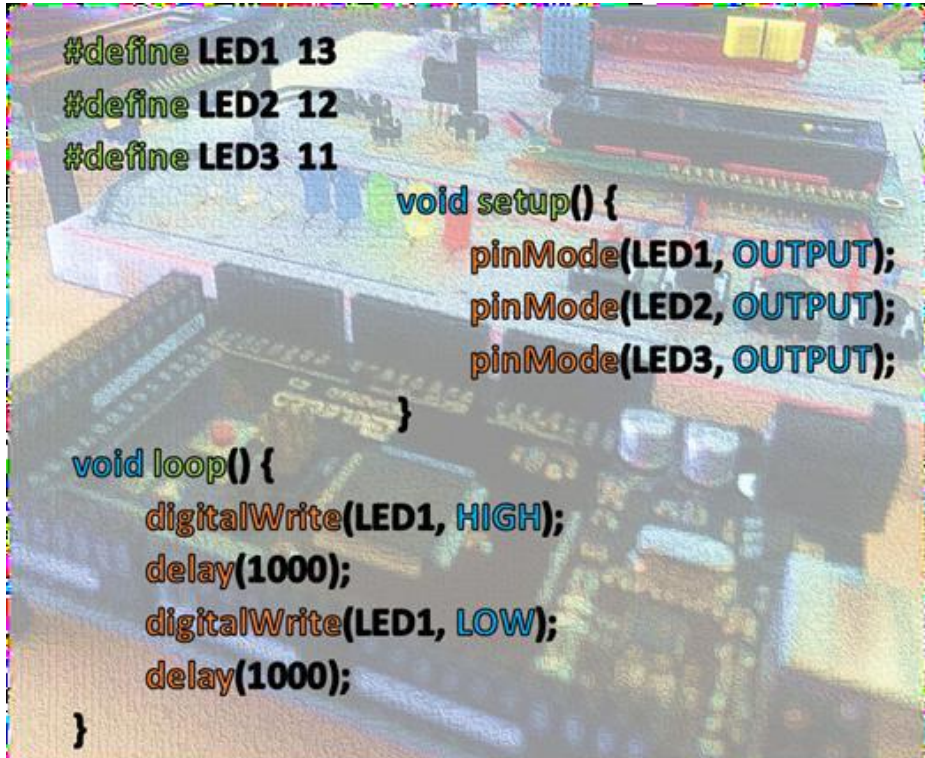 #define LED1 13
#define LED2 12
#define LED3 11
void setup() {
pinMode(LED1, OUTPUT);
pinMode(LED2, OUTPUT);
pinMode(LED3, OUTPUT);
}
void loop() {
digitalWrite(LED1, HIGH);
delay(1000);
digitalWrite(LED1, LOW);
delay(1000);
}